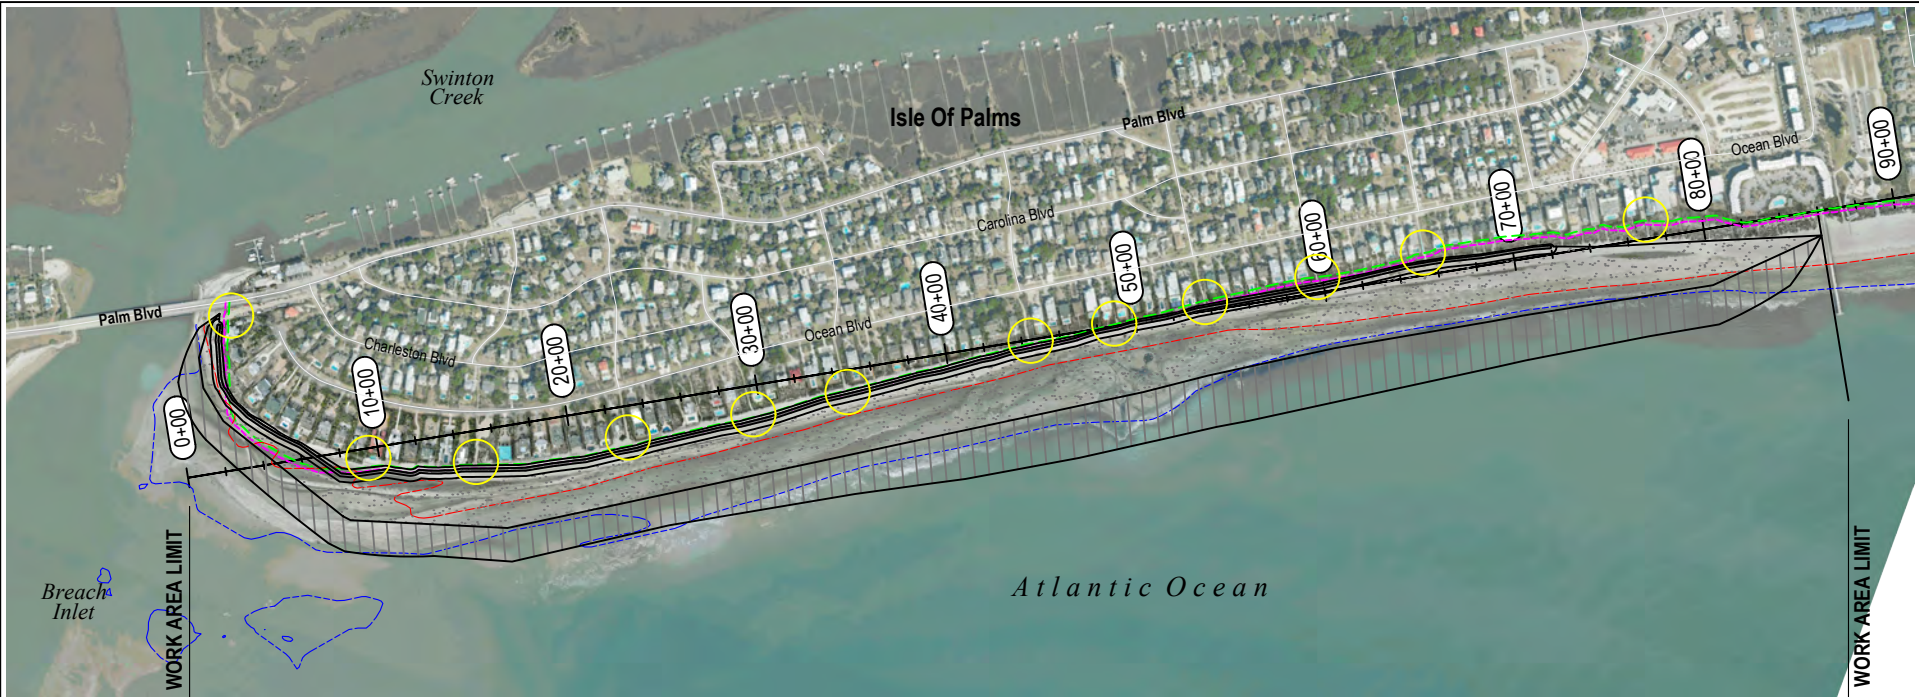 Swinton
Creek
Isle Of Palms
Palm Blvd
Ocean Blvd
90+00
80+00
70+00
Carolina Blvd
60+00
50+00
40+00
Ocean Blvd
30+00
20+00
Palm Blvd
Charleston Blvd
10+00
0+00
WORK AREA LIMIT
Breach
Inlet
Atlantic Ocean
WORK AREA LIMIT